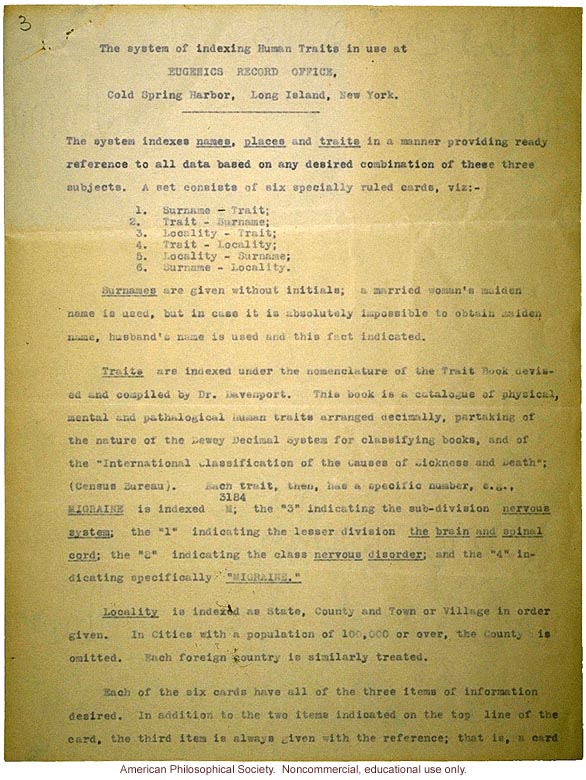 3
The system of indexing Human Traits in use at
EUGENICS RECORD OFFICE,
Cold Spring Harbor, Long Island, New York.
The system indexes names, places and traits in a manner providing ready
reference to all data based on any desired combination of these three
subjects. A set consists of six specially ruled cards, viz:-
1. Surname - Trait;
2. Trait - Surname;
3. Locality - Trait;
4. Trait - Locality;
5. Locality - Surname;
6. Surname - Locality.
Surnames are given without initials; a married woman's maiden
name is used, but in case it is absolutely impossible to obtain maiden
name, husband's name is used and this fact indicated.
Traits are indexed under the nomenclature of the Trait Book devis-
ed and compiled by Dr. Davenport. This book is a catalogue of physical,
mental and pathalogical human traits arranged decimally, partaking of
the nature of the Dewey Decimal System for classifying books, and of
the "International Classification of the Causes of Sickness and Death";
(Census Bureau). Each trait, then, has a specific number, e.g.,
3184
MIGRAINE is indexed M; the "3" indicating the sub-division nervous
system; the "1" indicating the lesser division the brain and spinal
cord; the "8" indicating the class nervous disorder; and the "4" in-
dicating specifically "MIGRAINE."
Locality is indexed as State, County and Town or Village in order
given. In Cities with a population of 100,000 or over, the County is
omitted. Each foreign country is similarly treated.
Each of the six cards have all of the three items of information
desired. In addition to the two items indicated on the top line of the
card, the third item is always given with the reference; that is, a card
American Philosophical Society. Noncommercial, educational use only.